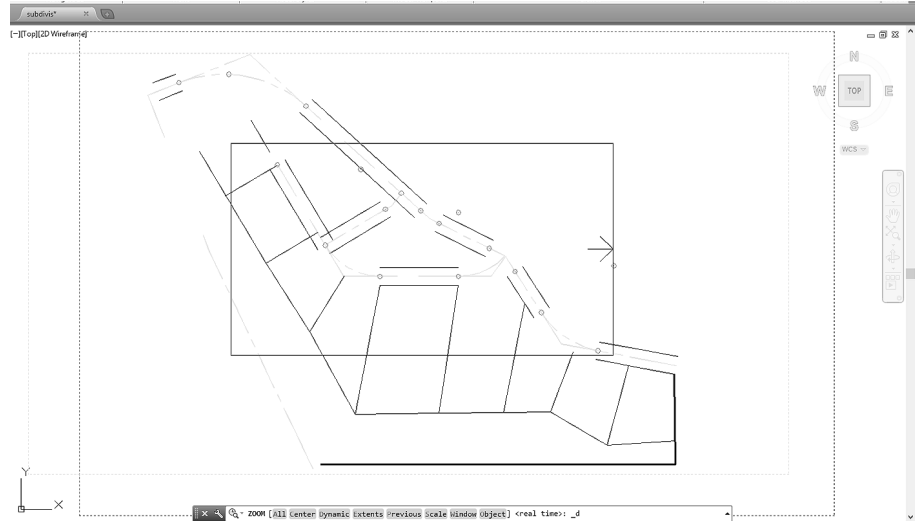 subdivis*
[−][Top][2D Wireframe]
N
W TOP E
S
WCS
Y
X
ZOOM [All Center Dynamic Extents Previous Scale Window Object] <real time>: _d